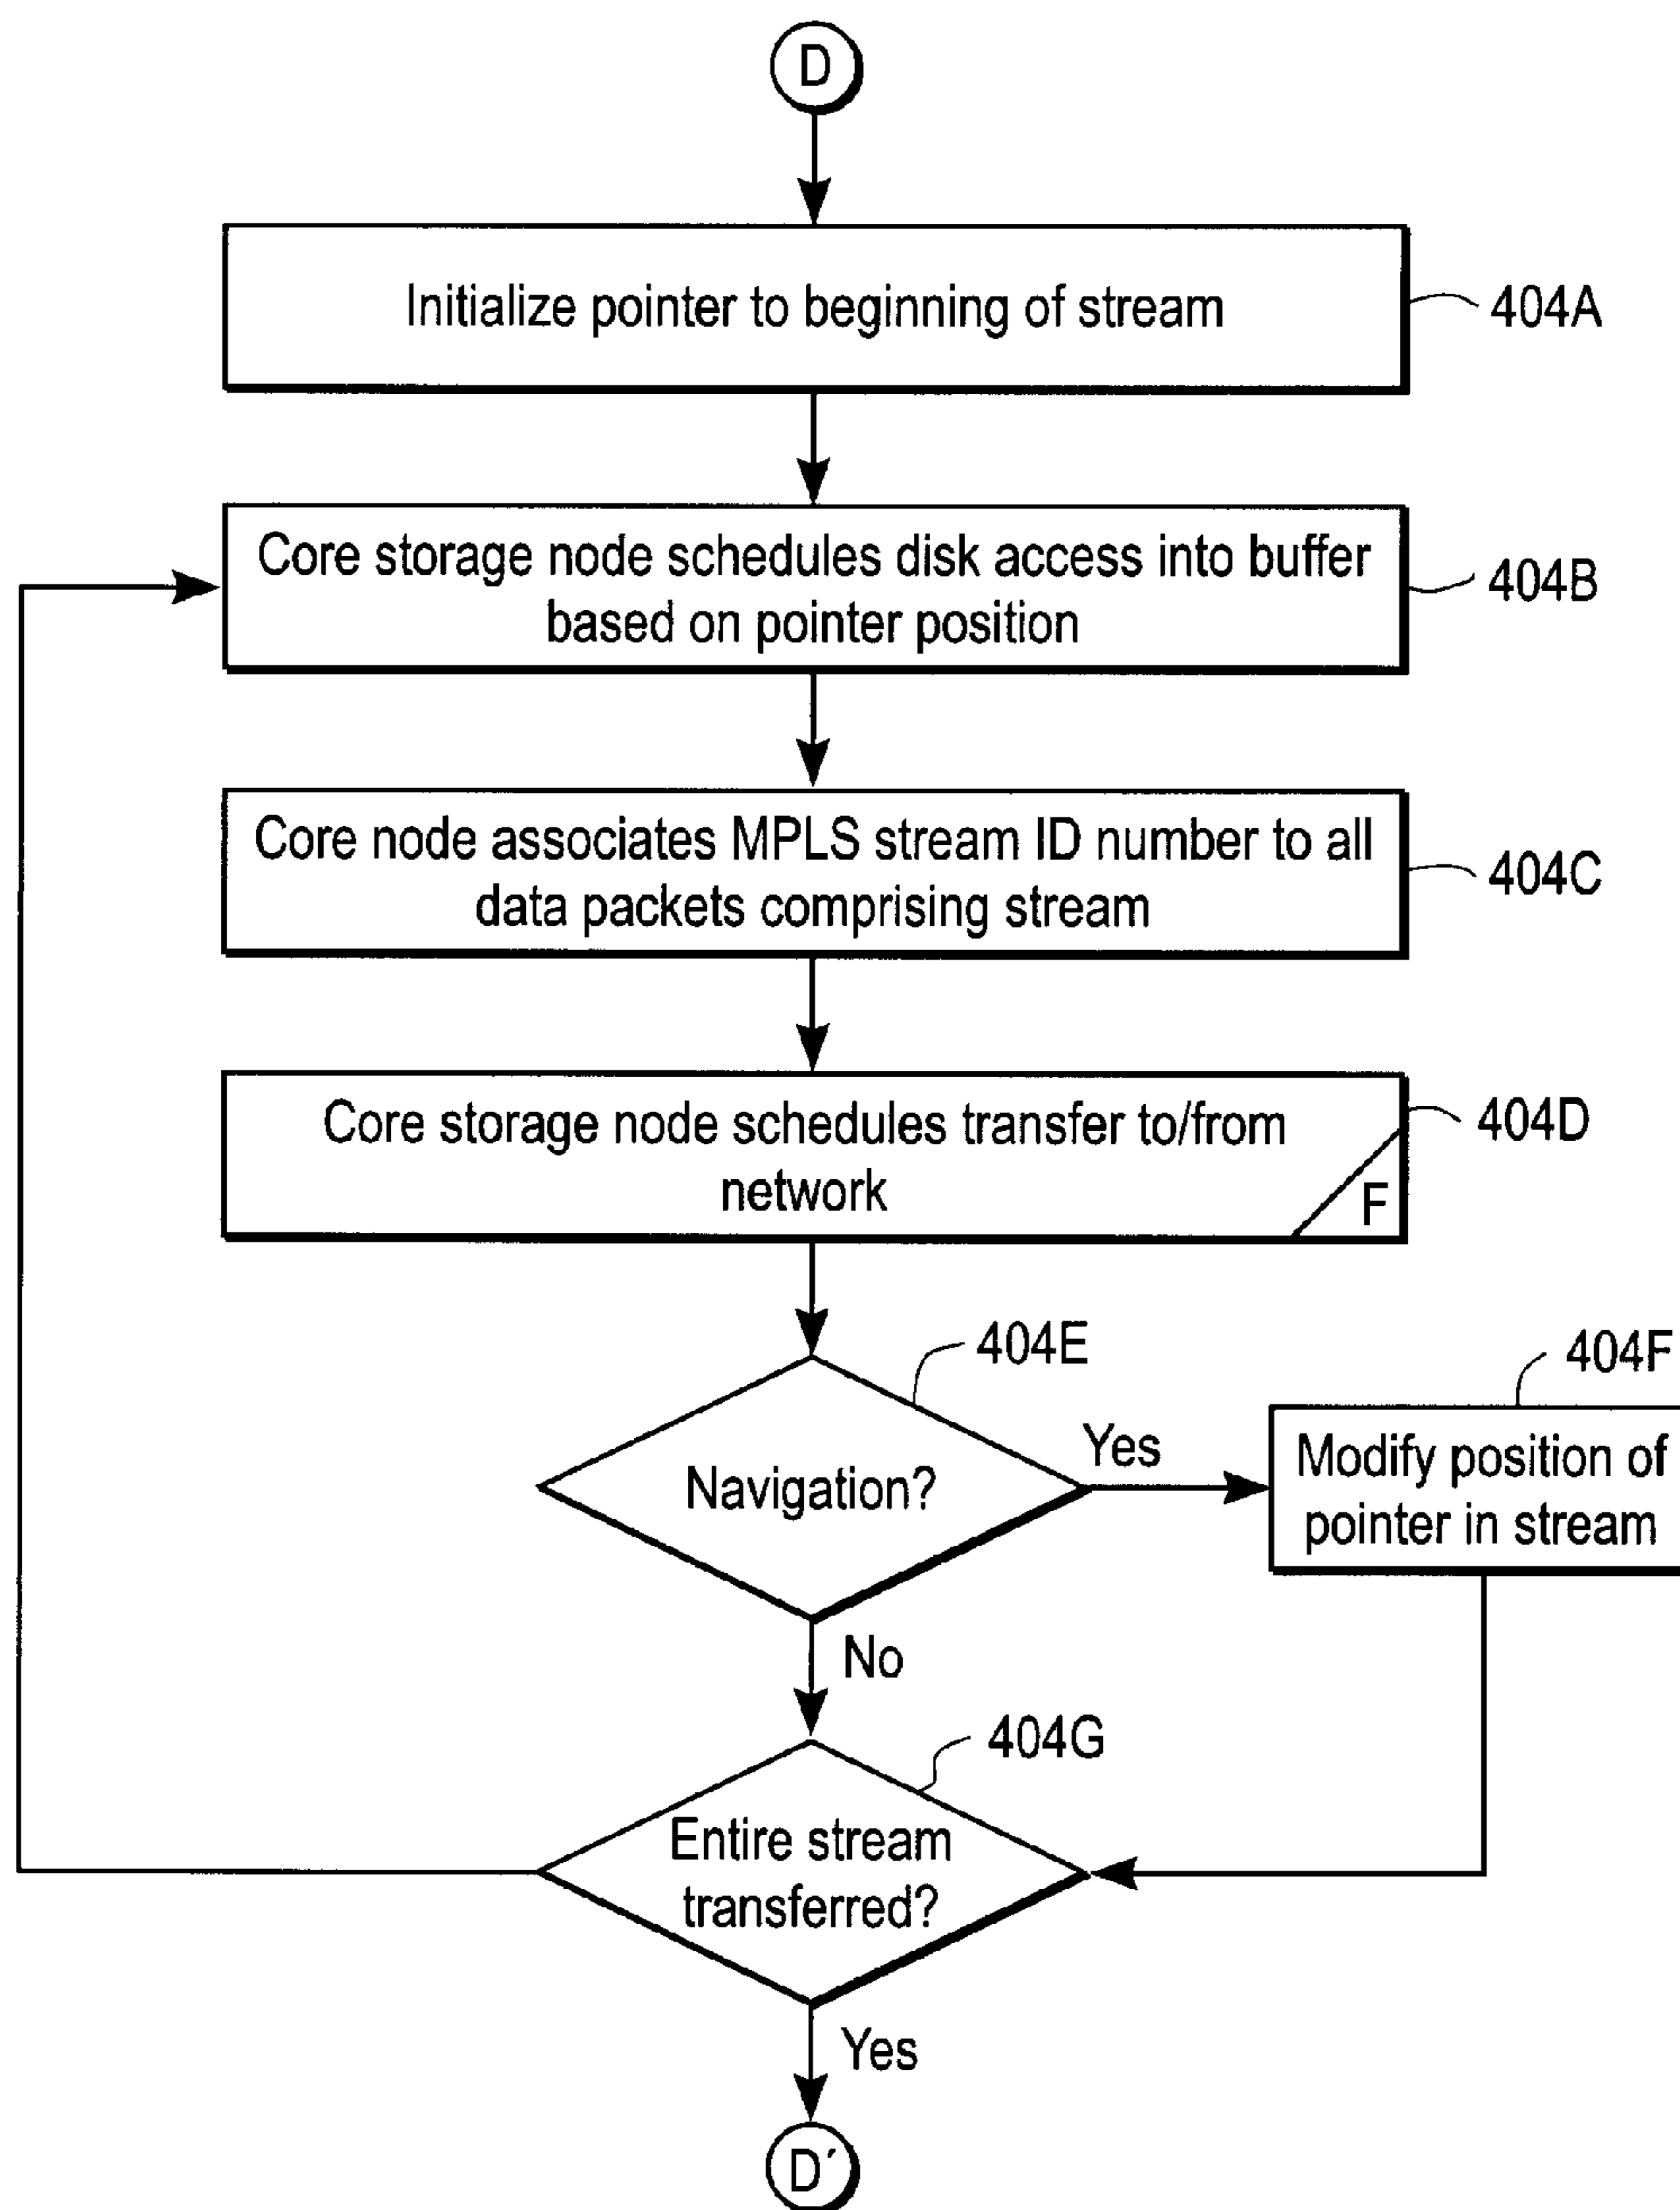 D
Initialize pointer to beginning of stream
404A
Core storage node schedules disk access into buffer
based on pointer position
404B
Core node associates MPLS stream ID number to all
data packets comprising stream
404C
Core storage node schedules transfer to/from
network
404D
F
404E
Navigation?
Yes
404F
Modify position of
pointer in stream
No
404G
Entire stream
transferred?
Yes
D´